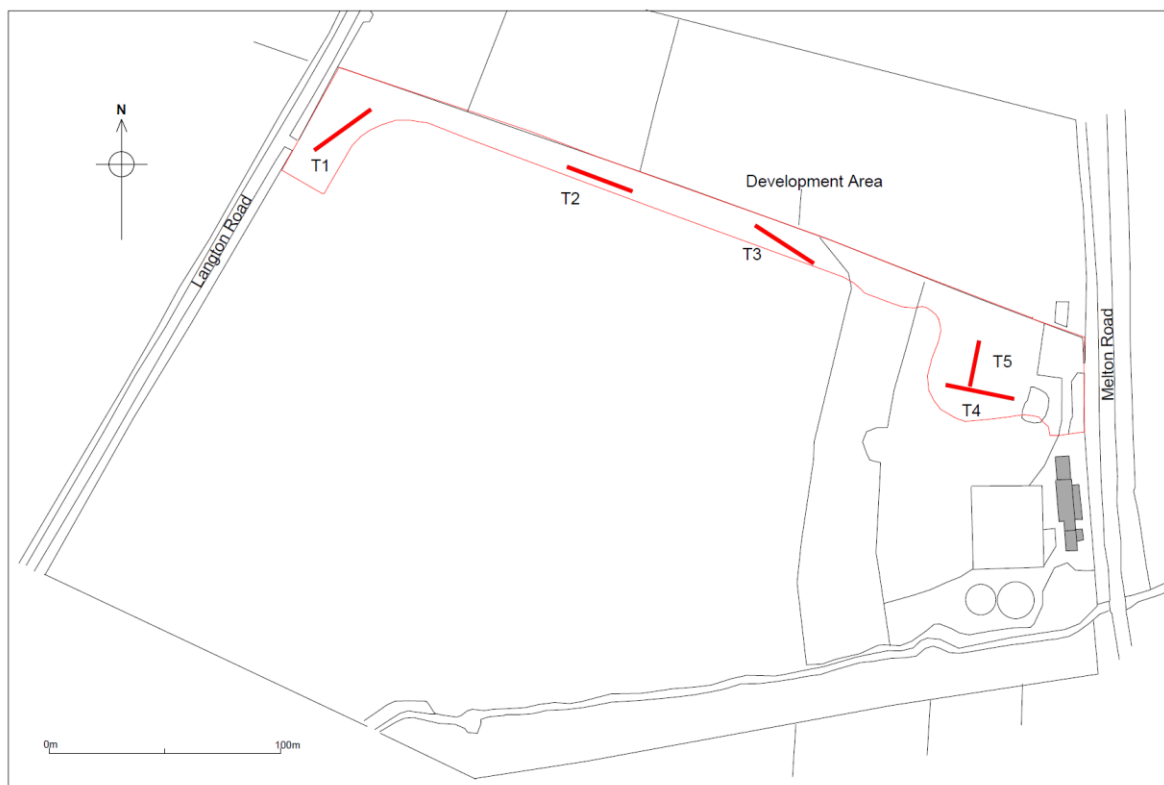 N
T1
T2
Development Area
T3
Langton Road
T5
Melton Road
T4
0m
100m